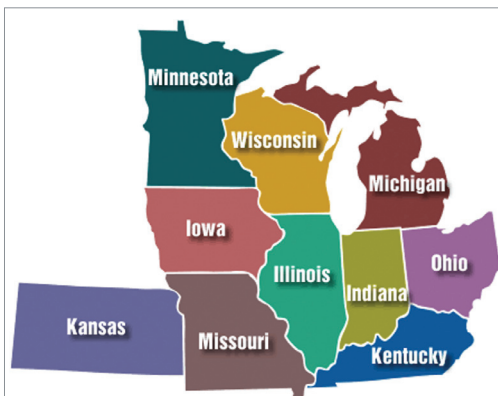 Minnesota
Wisconsin
Michigan
Iowa
Illinois
Indiana
Ohio
Kansas
Missouri
Kentucky